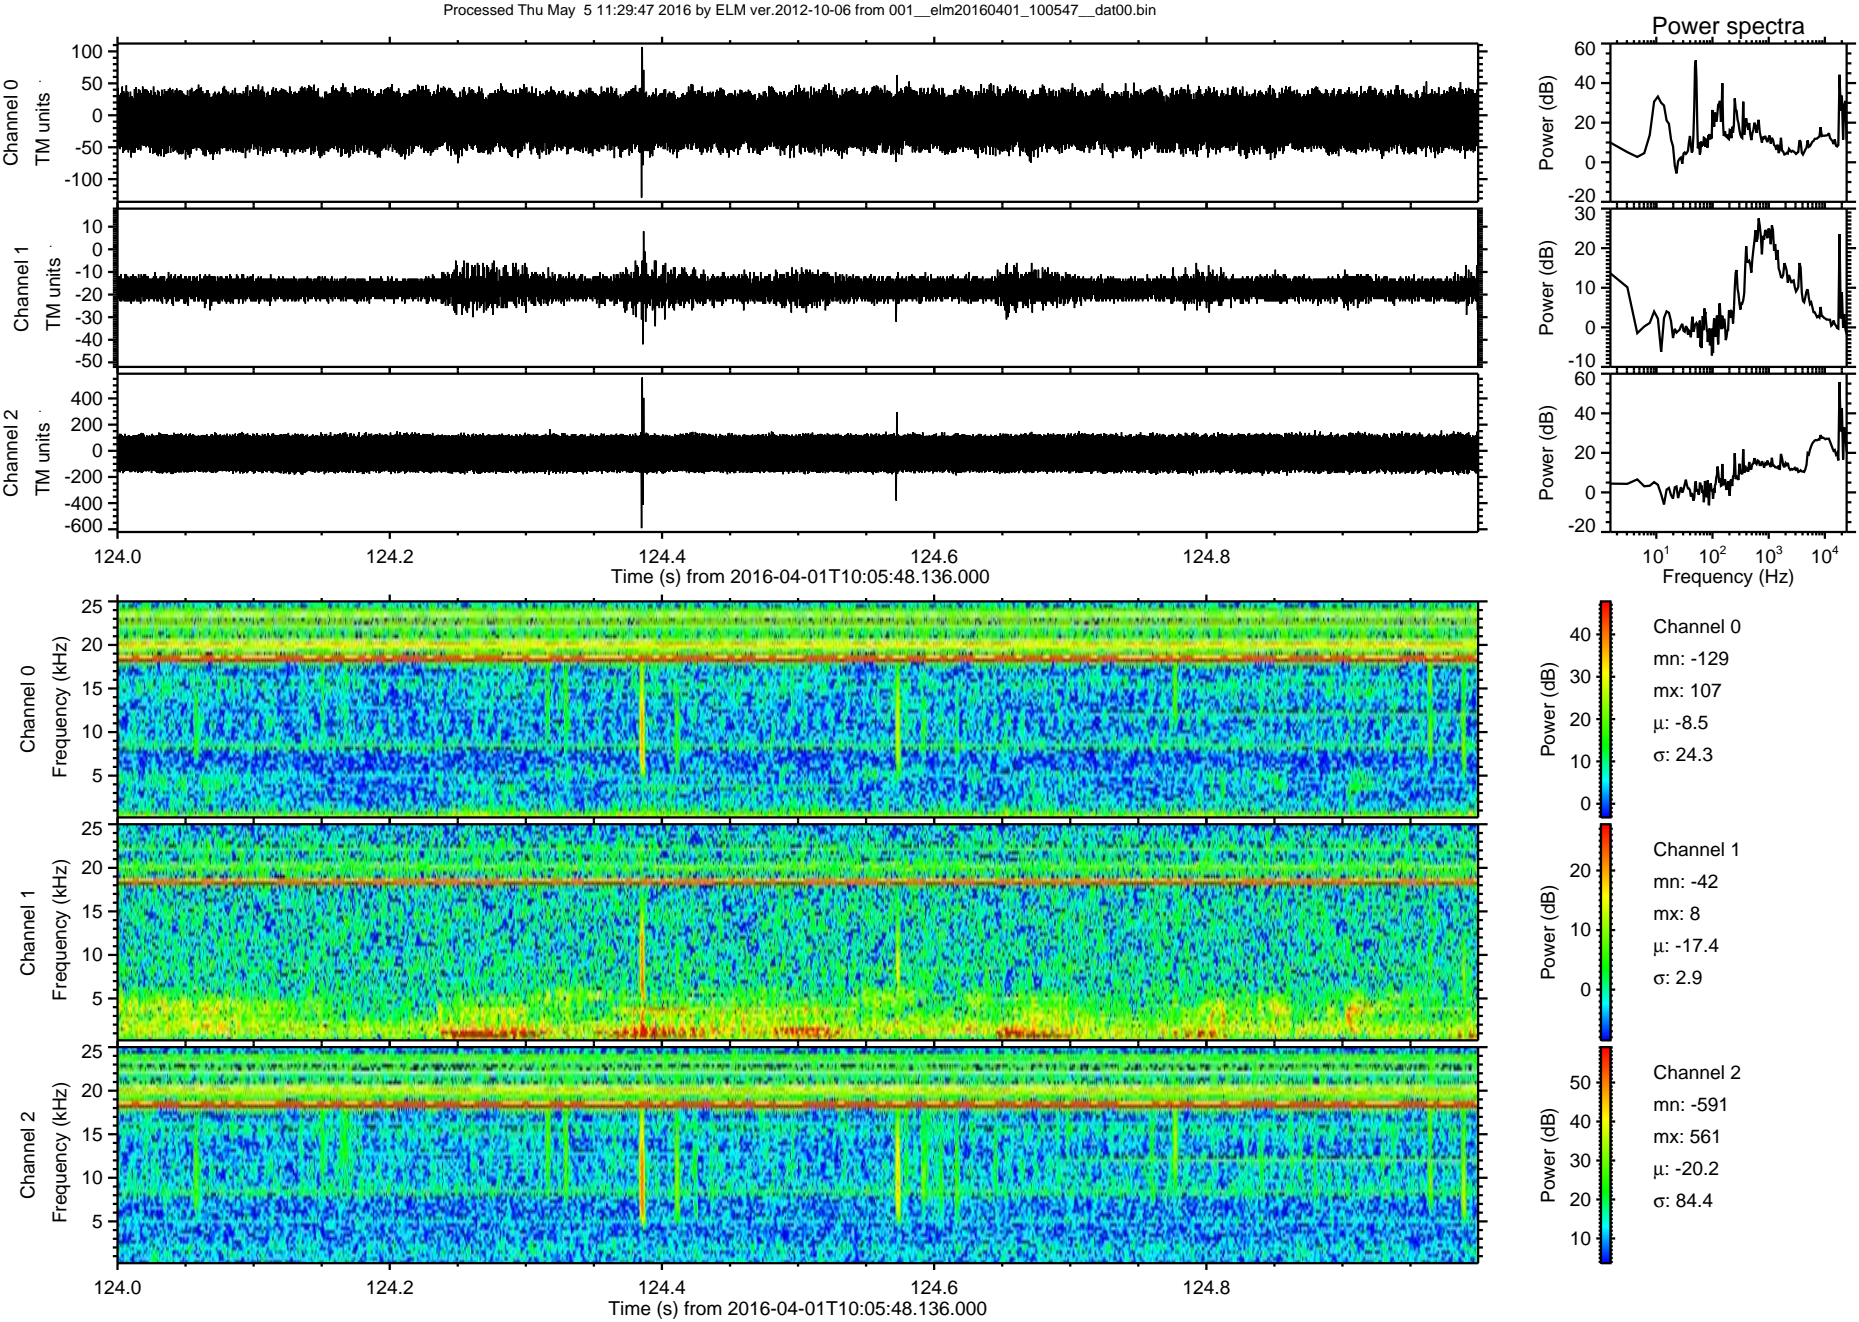 Processed Thu May  5 11:29:47 2016 by ELM ver.2012-10-06 from 001__elm20160401_100547__dat00.bin
Power spectra
Channel 0
TM units
100
50
0
-50
-100
Power (dB)
60
40
20
0
-20
Channel 1
TM units
10
0
-10
-20
-30
-40
-50
Power (dB)
30
20
10
0
-10
Channel 2
TM units
400
200
0
-200
-400
-600
Power (dB)
60
40
20
0
-20
124.0 124.2 124.4 124.6 124.8
Time (s) from 2016-04-01T10:05:48.136.000
10¹ 10² 10³ 10⁴
Frequency (Hz)
Channel 0
Frequency (kHz)
25
20
15
10
5
Power (dB)
40
30
20
10
0
Channel 0
mn: -129
mx: 107
μ: -8.5
σ: 24.3
Channel 1
Frequency (kHz)
25
20
15
10
5
Power (dB)
20
10
0
Channel 1
mn: -42
mx: 8
μ: -17.4
σ: 2.9
Channel 2
Frequency (kHz)
25
20
15
10
5
Power (dB)
50
40
30
20
10
Channel 2
mn: -591
mx: 561
μ: -20.2
σ: 84.4
124.0 124.2 124.4 124.6 124.8
Time (s) from 2016-04-01T10:05:48.136.000